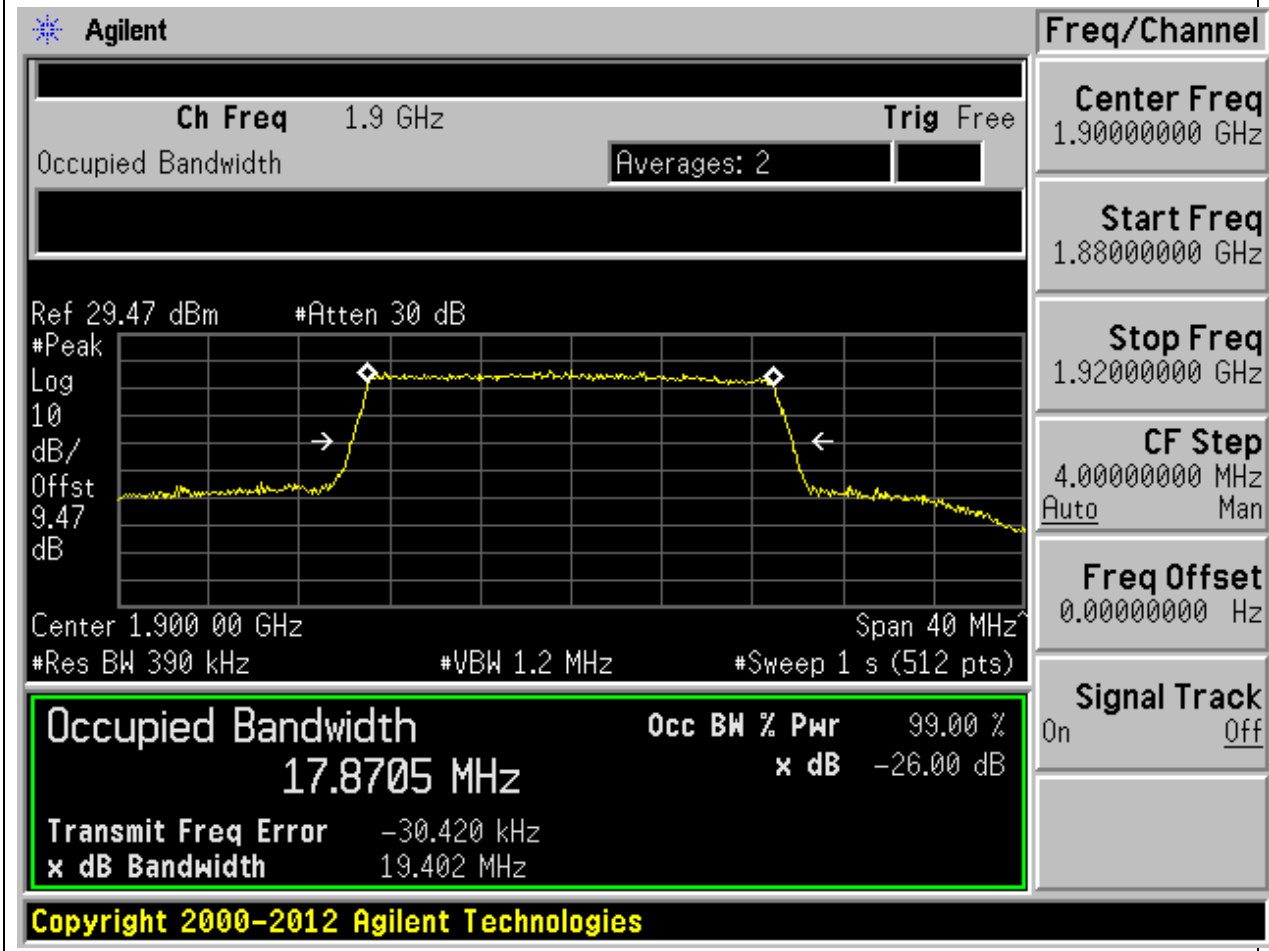 Agilent
Freq/Channel
Ch Freq 1.9 GHz Trig Free
Occupied Bandwidth Averages: 2
Center Freq
1.90000000 GHz
Start Freq
1.88000000 GHz
Stop Freq
1.92000000 GHz
CF Step
4.00000000 MHz
Auto Man
Freq Offset
0.00000000 Hz
Signal Track
On Off
Ref 29.47 dBm #Atten 30 dB
#Peak
Log
10
dB/
Offst
9.47
dB
Center 1.900 00 GHz Span 40 MHz^
#Res BW 390 kHz #VBW 1.2 MHz #Sweep 1 s (512 pts)
Occupied Bandwidth Occ BW % Pwr 99.00 %
17.8705 MHz x dB -26.00 dB
Transmit Freq Error -30.420 kHz
x dB Bandwidth 19.402 MHz
Copyright 2000-2012 Agilent Technologies